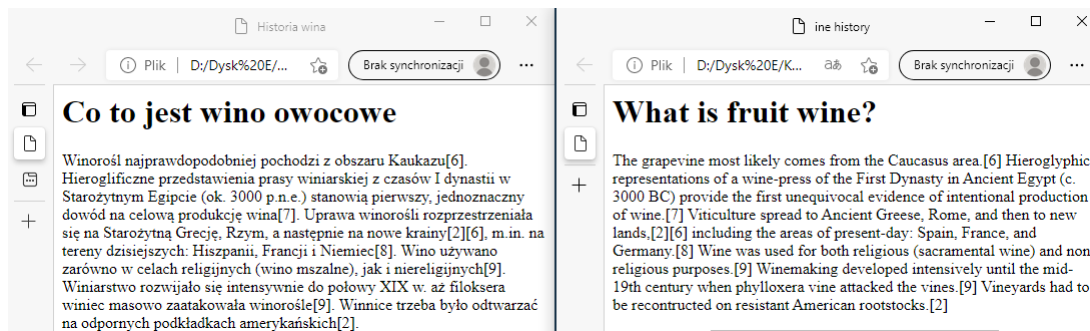 Historia wina
Plik D:/Dysk%20E/...
Brak synchronizacji
Co to jest wino owocowe
Winorośl najprawdopodobniej pochodzi z obszaru Kaukazu[6].
Hieroglificzne przedstawienia prasy winiarskiej z czasów I dynastii w
Starożytnym Egipcie (ok. 3000 p.n.e.) stanowią pierwszy, jednoznaczny
dowód na celową produkcję wina[7]. Uprawa winorośli rozprzestrzeniała
się na Starożytną Grecję, Rzym, a następnie na nowe krainy[2][6], m.in. na
tereny dzisiejszych: Hiszpanii, Francji i Niemiec[8]. Wino używano
zarówno w celach religijnych (wino mszalne), jak i niereligijnych[9].
Winiarstwo rozwijało się intensywnie do połowy XIX w. aż filoksera
winiec masowo zaatakowała winorośle[9]. Winnice trzeba było odtwarzać
na odpornych podkładkach amerykańskich[2].
ine history
Plik D:/Dysk%20E/K...
Brak synchronizacji
What is fruit wine?
The grapevine most likely comes from the Caucasus area.[6] Hieroglyphic
representations of a wine-press of the First Dynasty in Ancient Egypt (c.
3000 BC) provide the first unequivocal evidence of intentional production
of wine.[7] Viticulture spread to Ancient Greese, Rome, and then to new
lands,[2][6] including the areas of present-day: Spain, France, and
Germany.[8] Wine was used for both religious (sacramental wine) and non
religious purposes.[9] Winemaking developed intensively until the mid-
19th century when phylloxera vine attacked the vines.[9] Vineyards had to
be recontructed on resistant American rootstocks.[2]